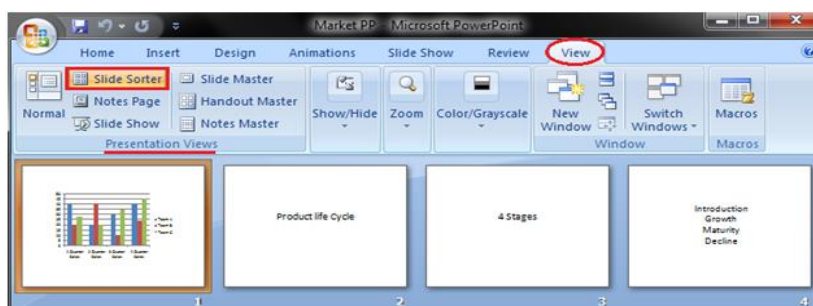 Market PP - Microsoft PowerPoint
Home Insert Design Animations Slide Show Review View
Normal
Slide Sorter
Notes Page
Slide Show
Slide Master
Handout Master
Notes Master
Presentation Views
Show/Hide
Zoom
Color/Grayscale
New
Window
Switch
Windows
Window
Macros
Macros
1
Product life Cycle
2
4 Stages
3
Introduction
Growth
Maturity
Decline
4